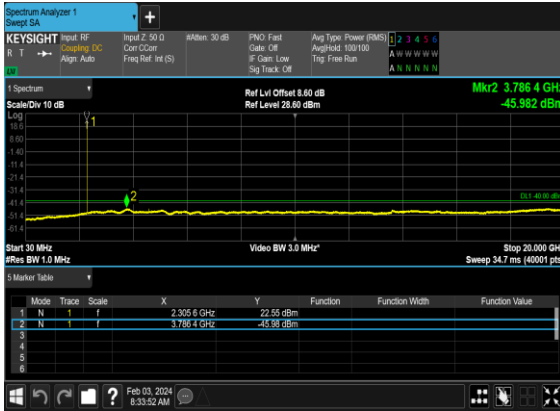 Spectrum Analyzer 1
Swept SA
+
KEYSIGHT Input: RF Input Z: 50 Ω #Atten: 30 dB PNO: Fast Avg Type: Power (RMS) 1 2 3 4 5 6
R T Coupling: DC Corr CCorr Gate: Off Avg|Hold: 100/100 A W W W W W
Align: Auto Freq Ref: Int (S) IF Gain: Low Trig: Free Run
Sig Track: Off A N N N N N
1 Spectrum Ref Lvl Offset 8.60 dB Mkr2 3.786 4 GHz
Scale/Div 10 dB Ref Level 28.60 dBm -45.982 dBm
Log
18.6
8.60
-1.40
-11.4
-21.4
-31.4
-41.4
-51.4
-61.4
1
2
DL1 -40.00 dBm
Start 30 MHz Video BW 3.0 MHz* Stop 20.000 GH
#Res BW 1.0 MHz Sweep 34.7 ms (40001 pts
5 Marker Table
Mode Trace Scale X Y Function Function Width Function Value
1 N 1 f 2.305 6 GHz 22.55 dBm
2 N 1 f 3.786 4 GHz -45.98 dBm
3
4
5
6
? Feb 03, 2024
8:33:52 AM